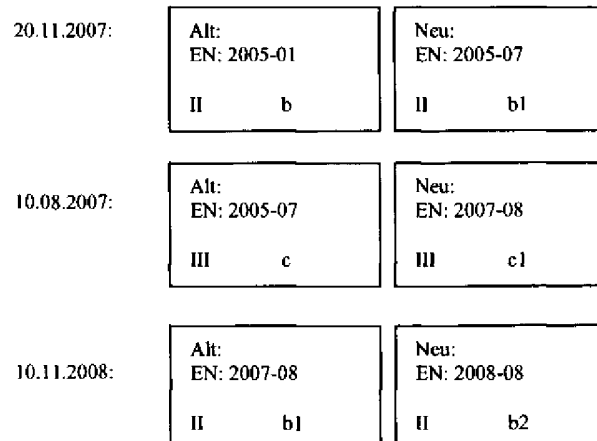 20.11.2007:
Alt:
EN: 2005-01
II b
Neu:
EN: 2005-07
II b1
10.08.2007:
Alt:
EN: 2005-07
III c
Neu:
EN: 2007-08
III c1
10.11.2008:
Alt:
EN: 2007-08
II b1
Neu:
EN: 2008-08
II b2